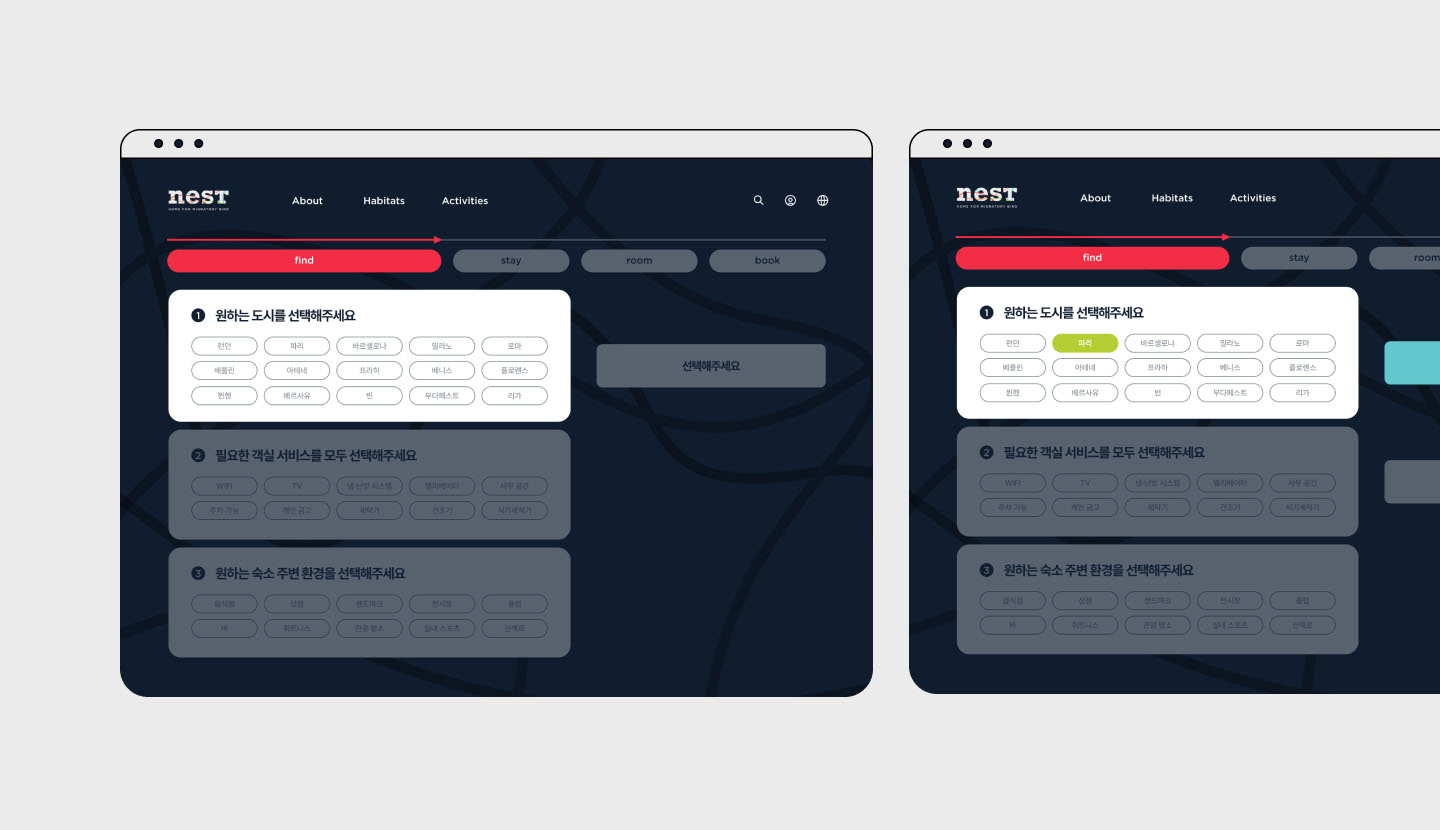 nest
HOME FOR MIGRATORY BIRD
About Habitats Activities
find stay room book
1 원하는 도시를 선택해주세요
런던 파리 바르셀로나 밀라노 로마
베를린 아테네 프라하 베니스 플로렌스
뮌헨 베르사유 빈 부다페스트 리가
선택해주세요
2 필요한 객실 서비스를 모두 선택해주세요
WIFI TV 냉·난방 시스템 엘리베이터 사무 공간
주차 가능 개인 금고 세탁기 건조기 식기세척기
3 원하는 숙소 주변 환경을 선택해주세요
음식점 상점 랜드마크 전시장 클럽
바 휘트니스 관광 명소 실내 스포츠 산책로
nest
HOME FOR MIGRATORY BIRD
About Habitats Activities
find stay room
1 원하는 도시를 선택해주세요
런던 파리 바르셀로나 밀라노 로마
베를린 아테네 프라하 베니스 플로렌스
뮌헨 베르사유 빈 부다페스트 리가
2 필요한 객실 서비스를 모두 선택해주세요
WIFI TV 냉·난방 시스템 엘리베이터 사무 공간
주차 가능 개인 금고 세탁기 건조기 식기세척기
3 원하는 숙소 주변 환경을 선택해주세요
음식점 상점 랜드마크 전시장 클럽
바 휘트니스 관광 명소 실내 스포츠 산책로